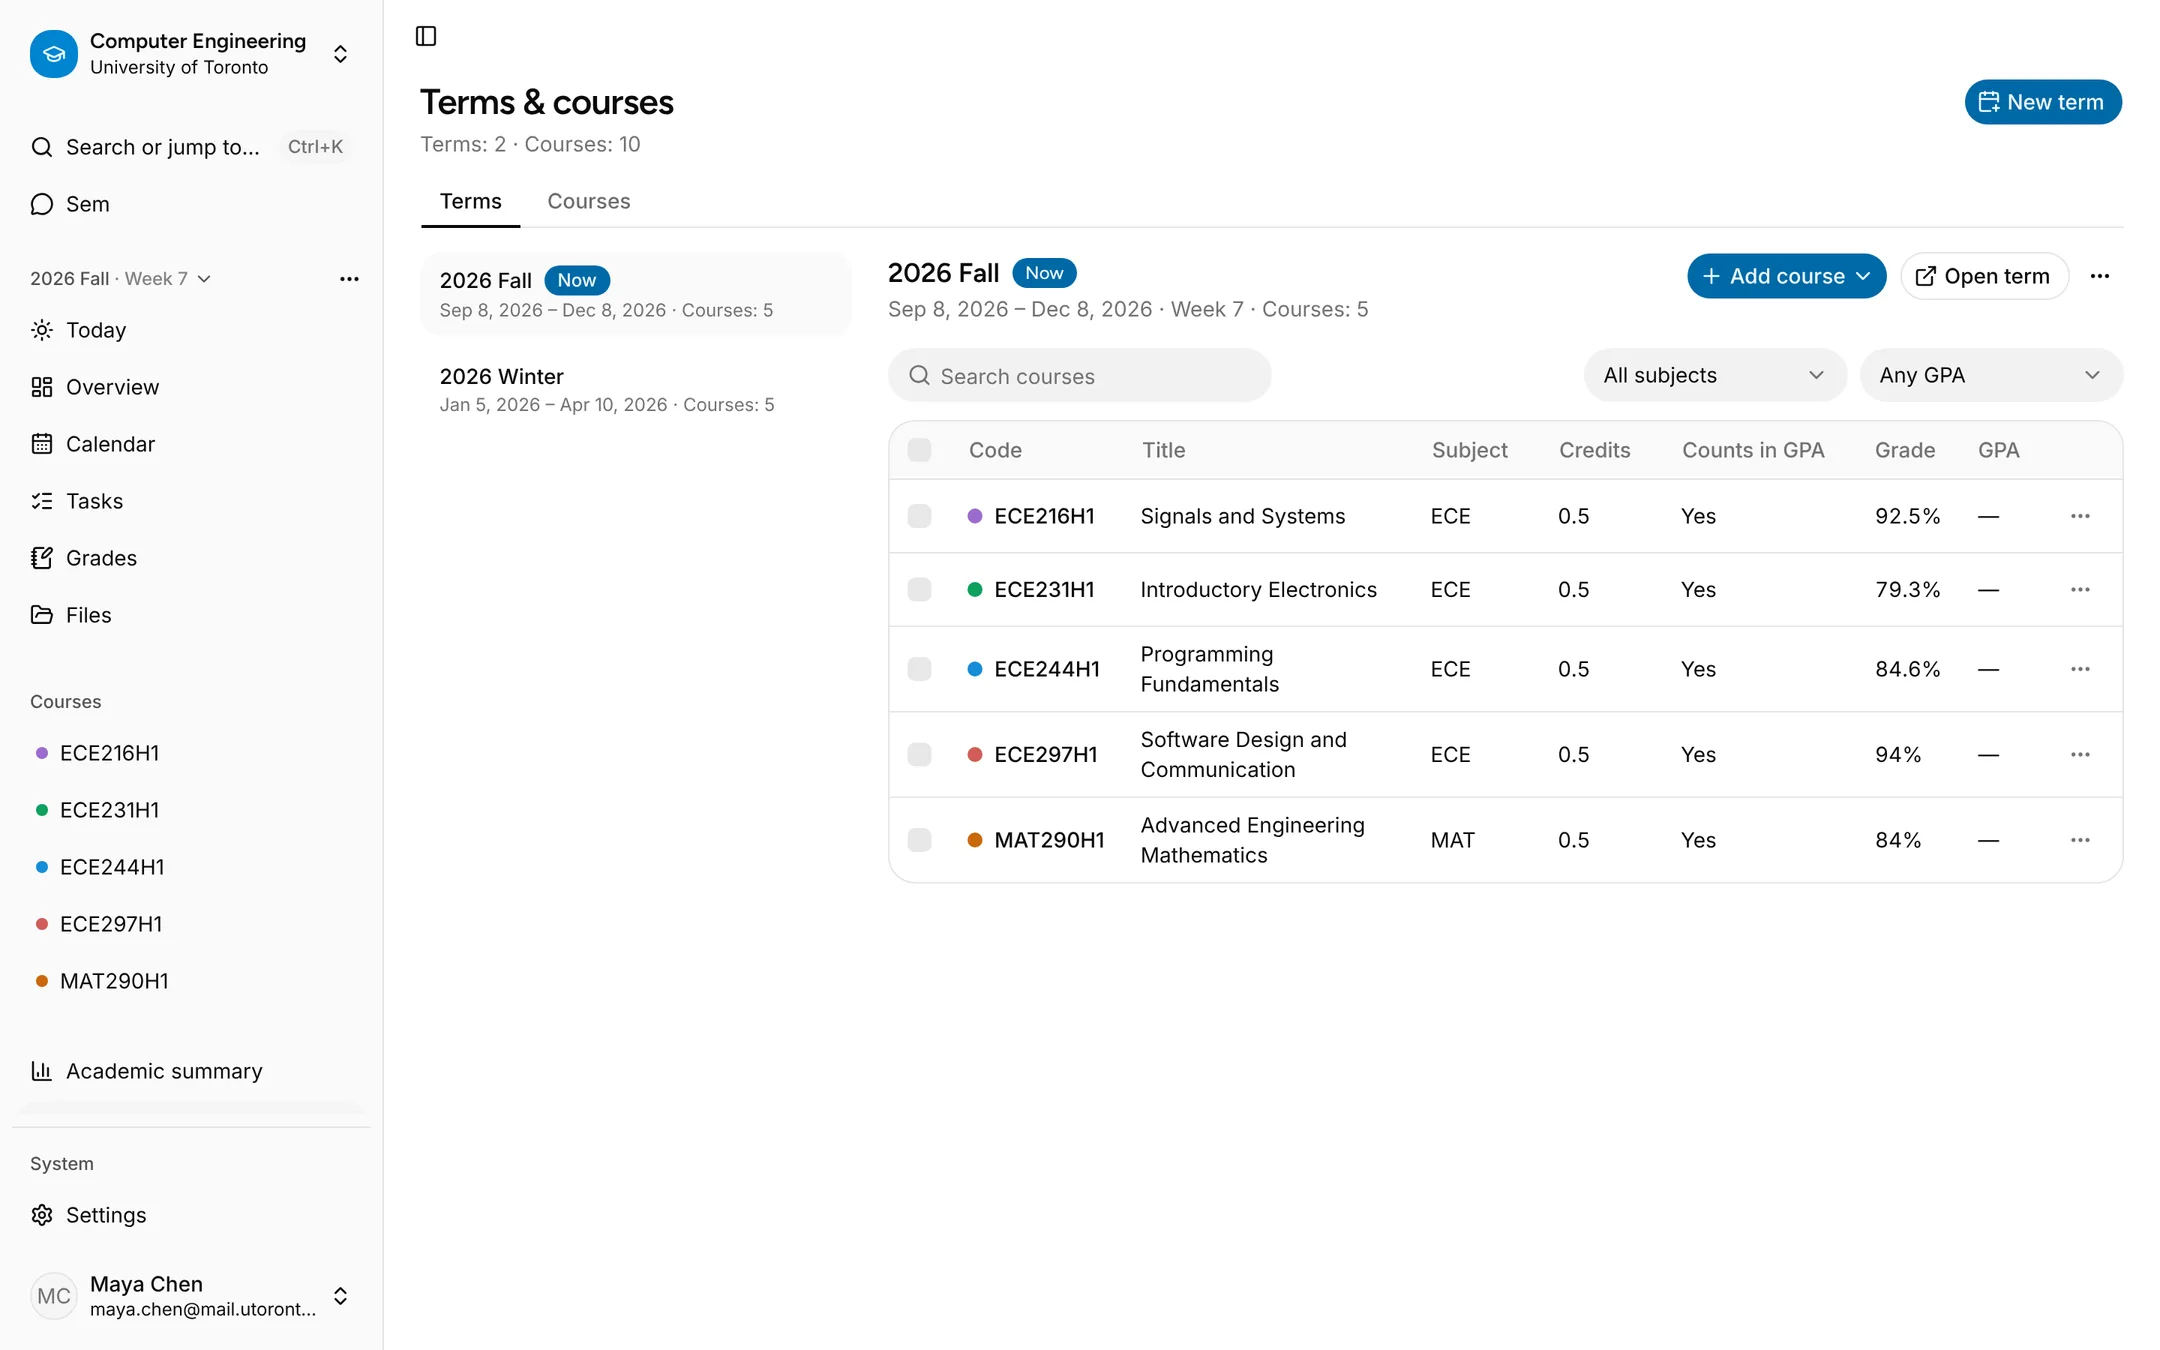 Computer Engineering
University of Toronto
Search or jump to... Ctrl+K
Sem
2026 Fall · Week 7
Today
Overview
Calendar
Tasks
Grades
Files
Courses
ECE216H1
ECE231H1
ECE244H1
ECE297H1
MAT290H1
Academic summary
System
Settings
MC
Maya Chen
maya.chen@mail.utoront...
Terms & courses
Terms: 2 · Courses: 10
New term
Terms Courses
2026 Fall Now
Sep 8, 2026 – Dec 8, 2026 · Courses: 5
2026 Winter
Jan 5, 2026 – Apr 10, 2026 · Courses: 5
2026 Fall Now
Sep 8, 2026 – Dec 8, 2026 · Week 7 · Courses: 5
Add course Open term
Search courses All subjects Any GPA
Code Title Subject Credits Counts in GPA Grade GPA
ECE216H1 Signals and Systems ECE 0.5 Yes 92.5% —
ECE231H1 Introductory Electronics ECE 0.5 Yes 79.3% —
ECE244H1 Programming Fundamentals ECE 0.5 Yes 84.6% —
ECE297H1 Software Design and Communication ECE 0.5 Yes 94% —
MAT290H1 Advanced Engineering Mathematics MAT 0.5 Yes 84% —